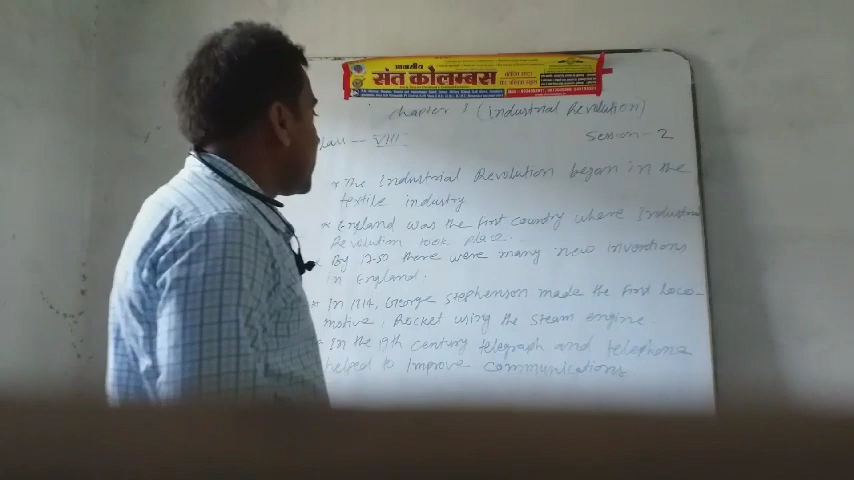 आवासीय
संत कौलम्बस
Chapter 1 (Industrial Revolution)
Class - VIII
Session - 2
* The Industrial Revolution began in the
textile industry
* England was the first country where Industrial
Revolution took place.
* By 1750 there were many new inventions
in England.
* In 1814, George Stephenson made the first loco-
motive, Rocket using the steam engine
* In the 19th century telegraph and telephone
helped to improve communications